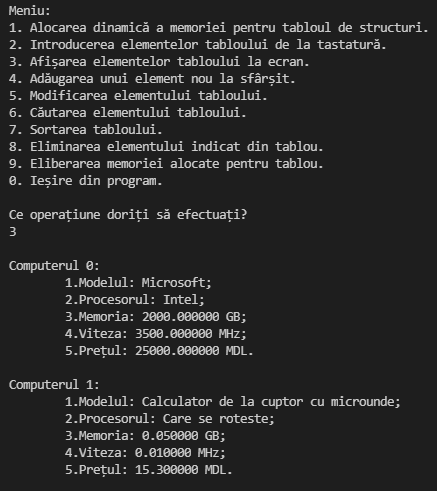 Meniu:
1. Alocarea dinamică a memoriei pentru tabloul de structuri.
2. Introducerea elementelor tabloului de la tastatură.
3. Afișarea elementelor tabloului la ecran.
4. Adăugarea unui element nou la sfârșit.
5. Modificarea elementului tabloului.
6. Căutarea elementului tabloului.
7. Sortarea tabloului.
8. Eliminarea elementului indicat din tablou.
9. Eliberarea memoriei alocate pentru tablou.
0. Ieșire din program.
Ce operațiune doriți să efectuați?
3
Computerul 0:
1.Modelul: Microsoft;
2.Procesorul: Intel;
3.Memoria: 2000.000000 GB;
4.Viteza: 3500.000000 MHz;
5.Prețul: 25000.000000 MDL.
Computerul 1:
1.Modelul: Calculator de la cuptor cu microunde;
2.Procesorul: Care se roteste;
3.Memoria: 0.050000 GB;
4.Viteza: 0.010000 MHz;
5.Prețul: 15.300000 MDL.